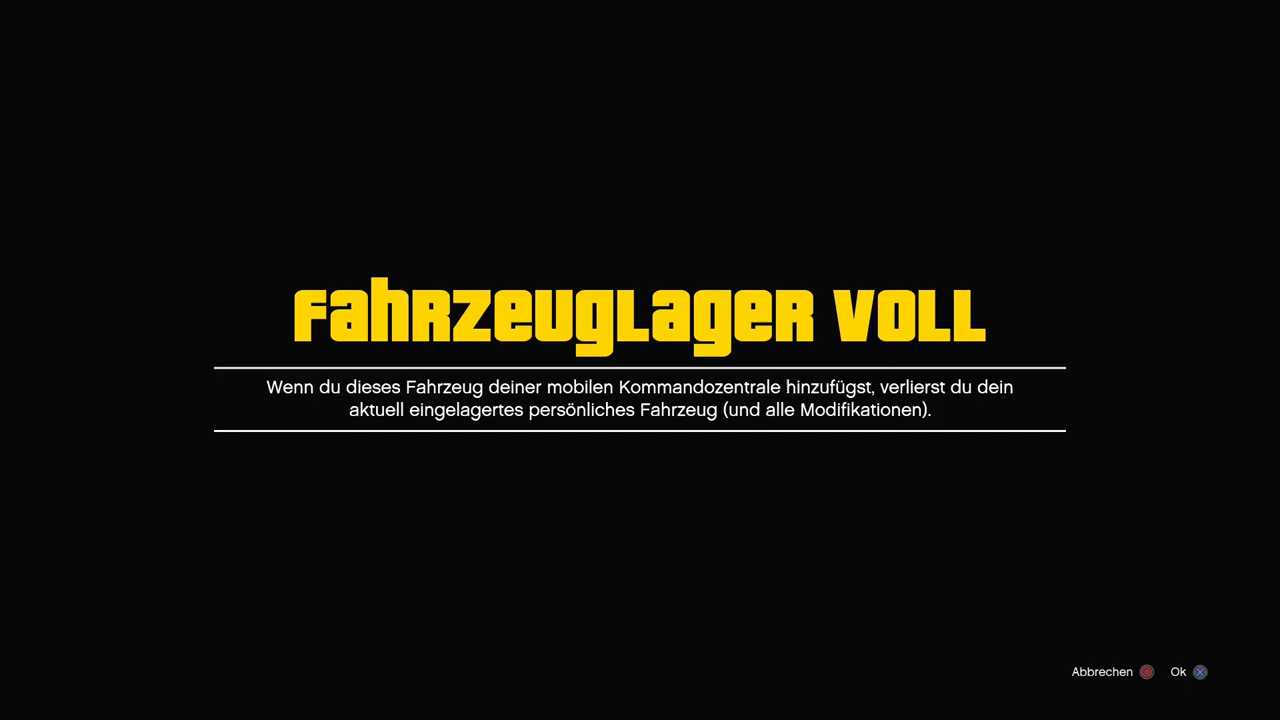 Fahrzeuglager voll
Wenn du dieses Fahrzeug deiner mobilen Kommandozentrale hinzufügst, verlierst du dein
aktuell eingelagertes persönliches Fahrzeug (und alle Modifikationen).
Abbrechen Ok